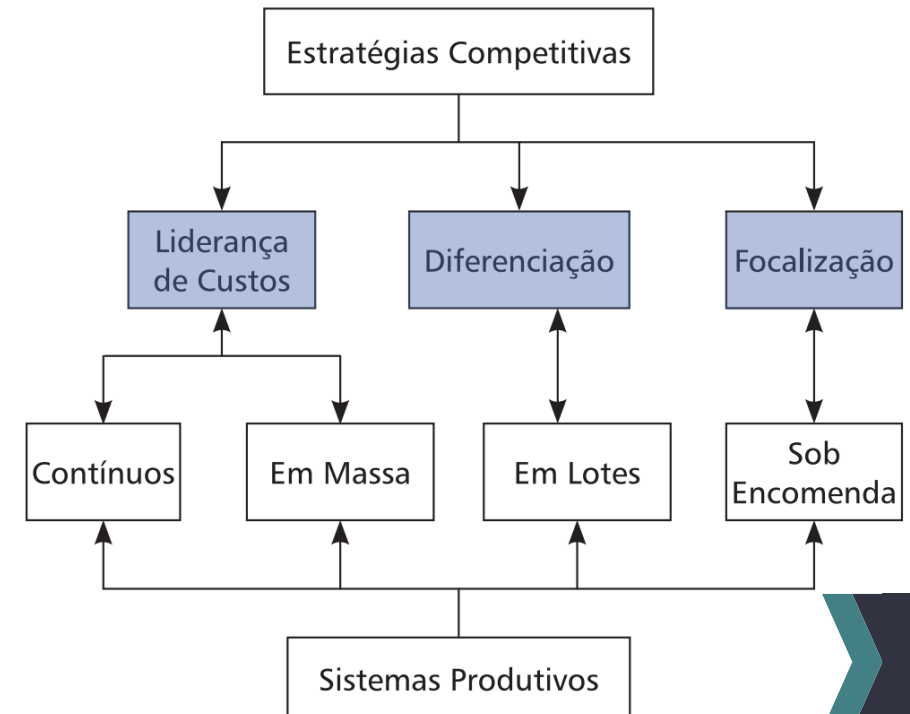 Estratégias Competitivas
Liderança
de Custos
Diferenciação
Focalização
Contínuos
Em Massa
Em Lotes
Sob
Encomenda
Sistemas Produtivos